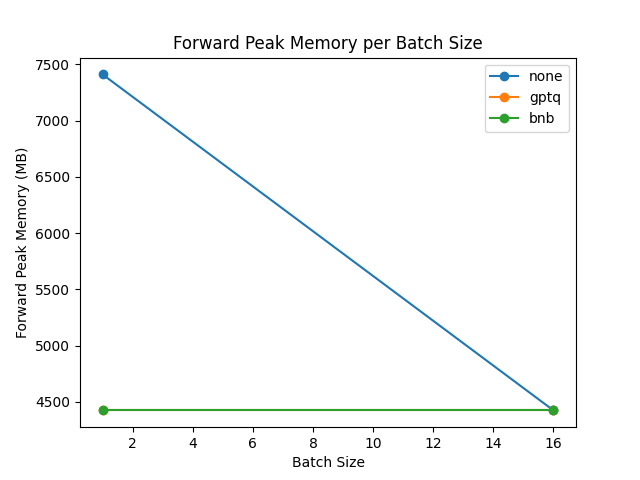 Forward Peak Memory per Batch Size
Forward Peak Memory (MB)
7500
7000
6500
6000
5500
5000
4500
none
gptq
bnb
2 4 6 8 10 12 14 16
Batch Size